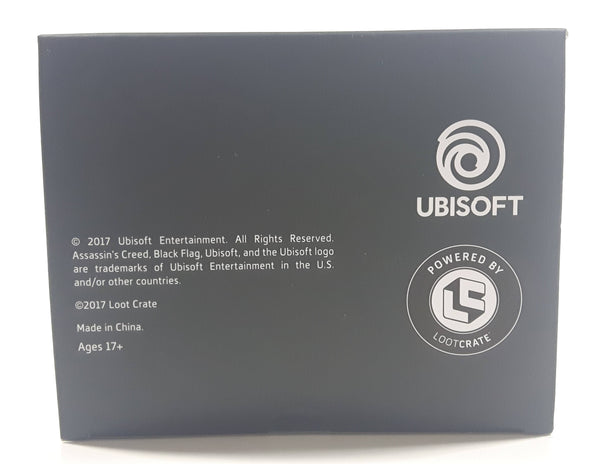 UBISOFT
© 2017 Ubisoft Entertainment. All Rights Reserved.
Assassin's Creed, Black Flag, Ubisoft, and the Ubisoft logo
are trademarks of Ubisoft Entertainment in the U.S.
and/or other countries.
©2017 Loot Crate
Made in China.
Ages 17+
POWERED BY
LC
LOOTCRATE